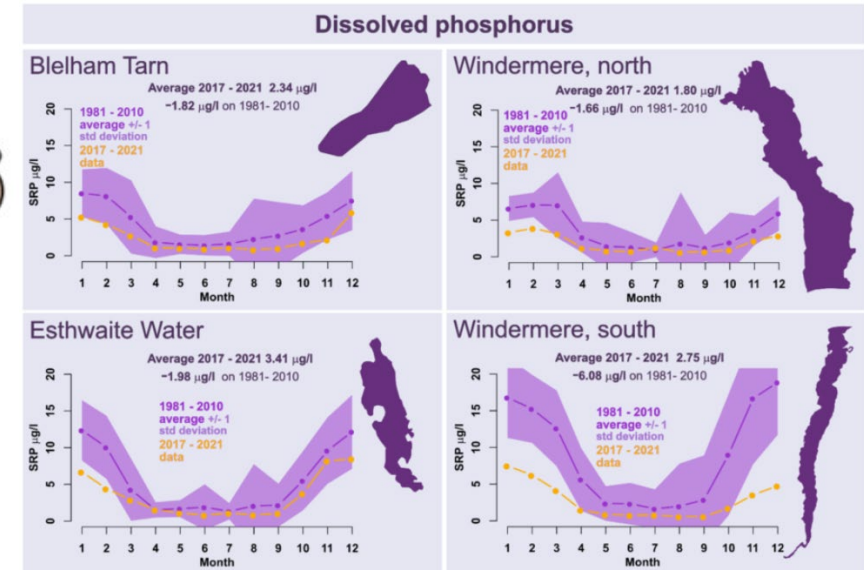 Dissolved phosphorus
Blelham Tarn
Average 2017 - 2021 2.34 µg/l
−1.82 µg/l on 1981- 2010
1981 - 2010
average +/- 1
std deviation
2017 - 2021
data
SRP µg/l
20
15
10
5
0
1 2 3 4 5 6 7 8 9 10 11 12
Month
Windermere, north
Average 2017 - 2021 1.80 µg/l
−1.66 µg/l on 1981- 2010
1981 - 2010
average +/- 1
std deviation
2017 - 2021
data
SRP µg/l
20
15
10
5
0
1 2 3 4 5 6 7 8 9 10 11 12
Month
Esthwaite Water
Average 2017 - 2021 3.41 µg/l
−1.98 µg/l on 1981- 2010
1981 - 2010
average +/- 1
std deviation
2017 - 2021
data
SRP µg/l
20
15
10
5
0
1 2 3 4 5 6 7 8 9 10 11 12
Month
Windermere, south
Average 2017 - 2021 2.75 µg/l
−6.08 µg/l on 1981- 2010
1981 - 2010
average +/- 1
std deviation
2017 - 2021
data
SRP µg/l
20
15
10
5
0
1 2 3 4 5 6 7 8 9 10 11 12
Month